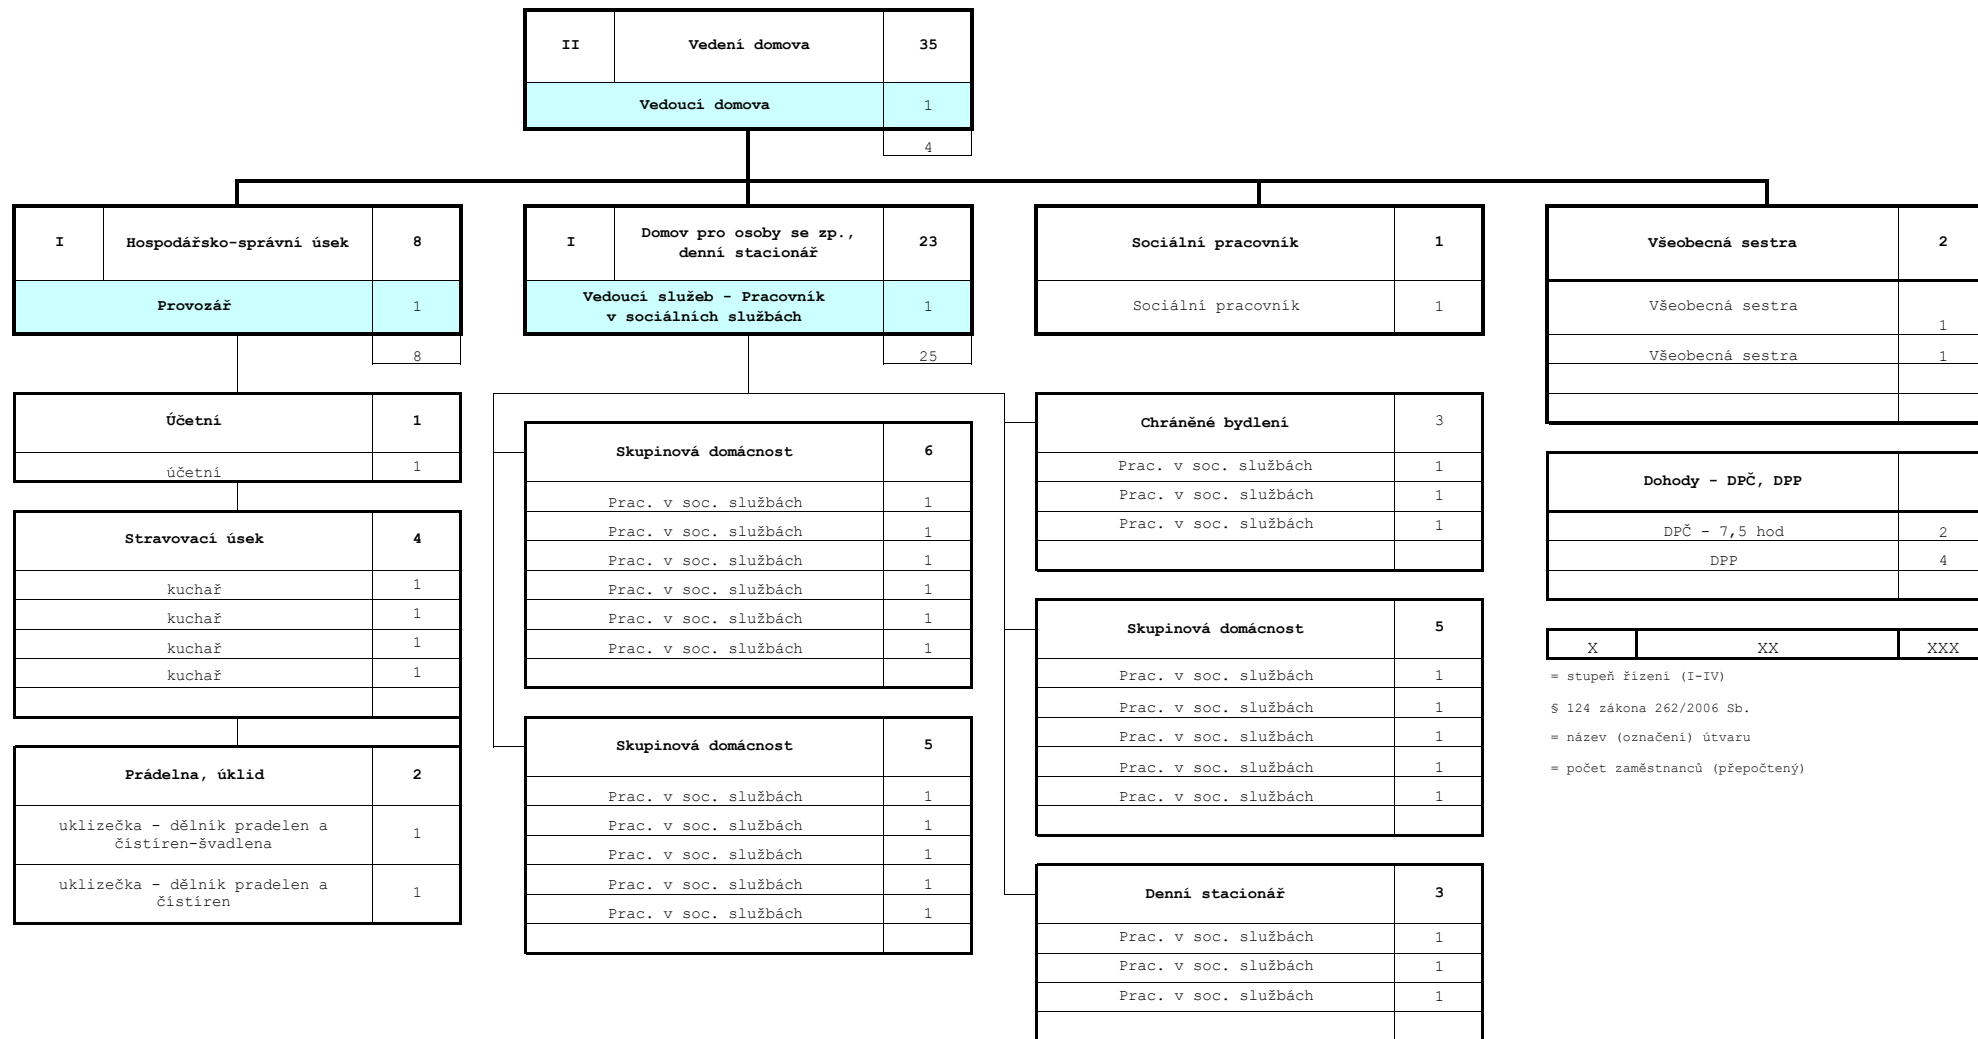 II Vedení domova 35
Vedoucí domova 1
4
I Hospodářsko-správní úsek 8
Provozář 1
8
I Domov pro osoby se zp., 23
denní stacionář
Vedoucí služeb - Pracovník 1
v sociálních službách
25
Sociální pracovník 1
Sociální pracovník 1
Všeobecná sestra 2
Všeobecná sestra 1
Všeobecná sestra 1
Účetní 1
účetní 1
Stravovací úsek 4
kuchař 1
kuchař 1
kuchař 1
kuchař 1
Prádelna, úklid 2
uklizečka - dělník pradelen a 1
čístíren-švadlena
uklizečka - dělník pradelen a 1
čístíren
Skupinová domácnost 6
Prac. v soc. službách 1
Prac. v soc. službách 1
Prac. v soc. službách 1
Prac. v soc. službách 1
Prac. v soc. službách 1
Prac. v soc. službách 1
Skupinová domácnost 5
Prac. v soc. službách 1
Prac. v soc. službách 1
Prac. v soc. službách 1
Prac. v soc. službách 1
Prac. v soc. službách 1
Chráněné bydlení 3
Prac. v soc. službách 1
Prac. v soc. službách 1
Prac. v soc. službách 1
Skupinová domácnost 5
Prac. v soc. službách 1
Prac. v soc. službách 1
Prac. v soc. službách 1
Prac. v soc. službách 1
Prac. v soc. službách 1
Denní stacionář 3
Prac. v soc. službách 1
Prac. v soc. službách 1
Prac. v soc. službách 1
Dohody - DPČ, DPP
DPČ - 7,5 hod 2
DPP 4
X XX XXX
= stupeň řízení (I-IV)
§ 124 zákona 262/2006 Sb.
= název (označení) útvaru
= počet zaměstnanců (přepočtený)